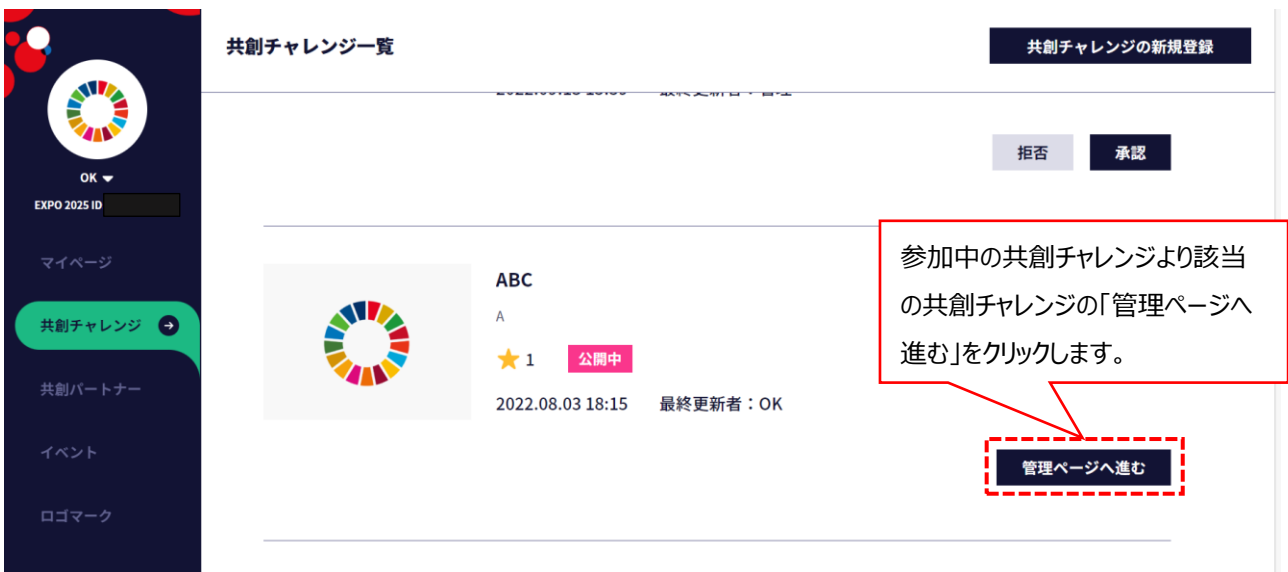 共創チャレンジ一覧
共創チャレンジの新規登録
拒否
承認
OK
EXPO 2025 ID
マイページ
共創チャレンジ
共創パートナー
イベント
ロゴマーク
ABC
A
1
公開中
2022.08.03 18:15 最終更新者：OK
参加中の共創チャレンジより該当
の共創チャレンジの「管理ページへ
進む」をクリックします。
管理ページへ進む